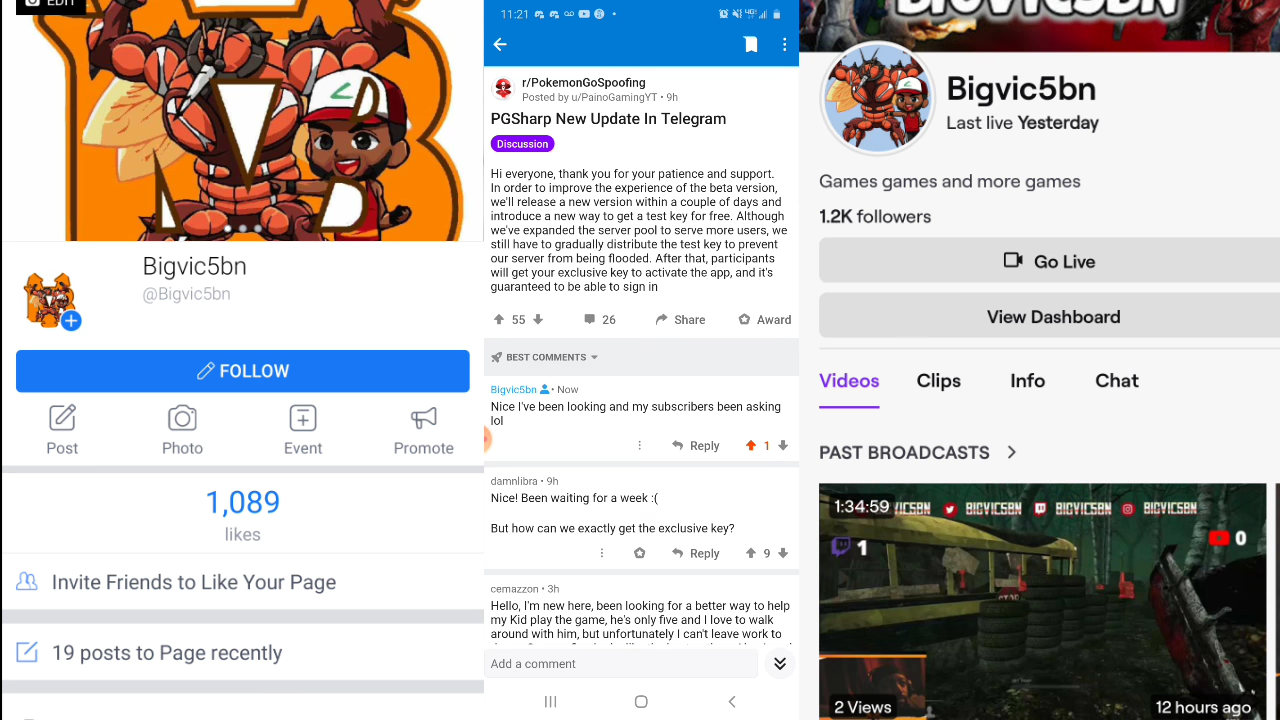 EDIT
Bigvic5bn
@Bigvic5bn
FOLLOW
Post
Photo
Event
Promote
1,089
likes
Invite Friends to Like Your Page
19 posts to Page recently
11:21
r/PokemonGoSpoofing
Posted by u/PainoGamingYT • 9h
PGSharp New Update In Telegram
Discussion
Hi everyone, thank you for your patience and support.
In order to improve the experience of the beta version,
we'll release a new version within a couple of days and
introduce a new way to get a test key for free. Although
we've expanded the server pool to serve more users, we
still have to gradually distribute the test key to prevent
our server from being flooded. After that, participants
will get your exclusive key to activate the app, and it's
guaranteed to be able to sign in
55
26
Share
Award
BEST COMMENTS
Bigvic5bn • Now
Nice I've been looking and my subscribers been asking
lol
Reply
1
damnlibra • 9h
Nice! Been waiting for a week :(
But how can we exactly get the exclusive key?
Reply
9
cemazzon • 3h
Hello, I'm new here, been looking for a better way to help
my Kid play the game, he's only five and I love to walk
around with him, but unfortunately I can't leave work to
Add a comment
BIGVIC5BN
Bigvic5bn
Last live Yesterday
Games games and more games
1.2K followers
Go Live
View Dashboard
Videos
Clips
Info
Chat
PAST BROADCASTS
1:34:59
BIGVIC5BN
BIGVIC5BN
BIGVIC5BN
1
0
2 Views
12 hours ago